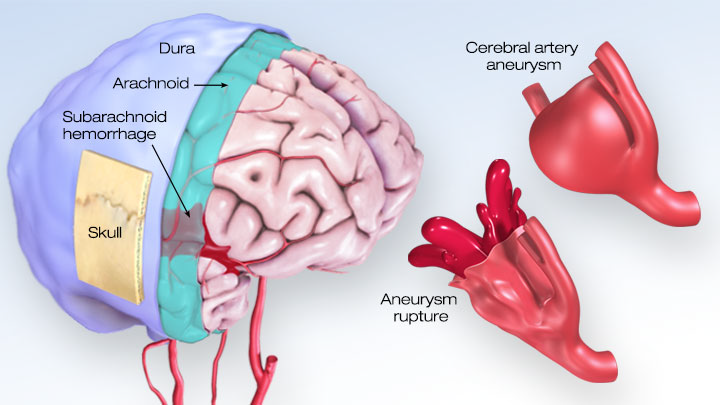 Dura
Arachnoid
Subarachnoid
hemorrhage
Skull
Cerebral artery
aneurysm
Aneurysm
rupture